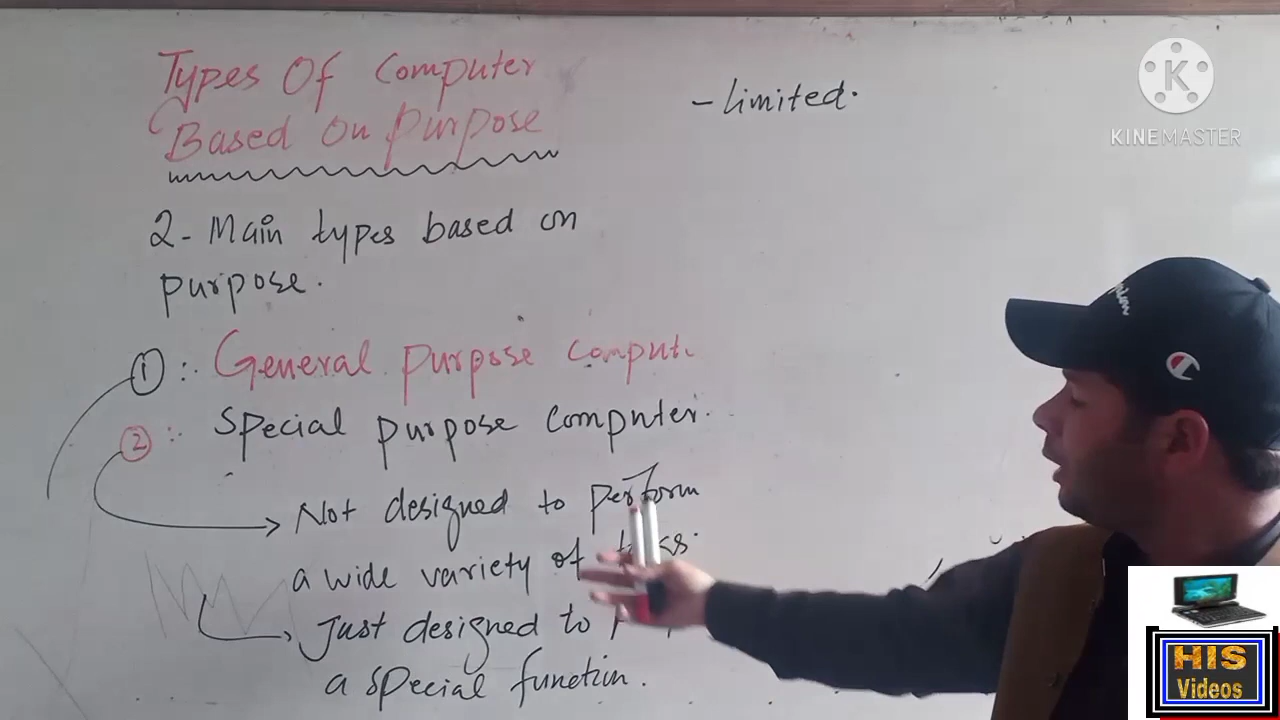 Types Of Computer
Based On purpose
- limited.
2- Main types based on
purpose.
① :. General purpose comput.
② :. Special purpose computer.
Not designed to perform
a wide variety of
Just designed to
a special function.
KINEMASTER
K
C
HIS
Videos